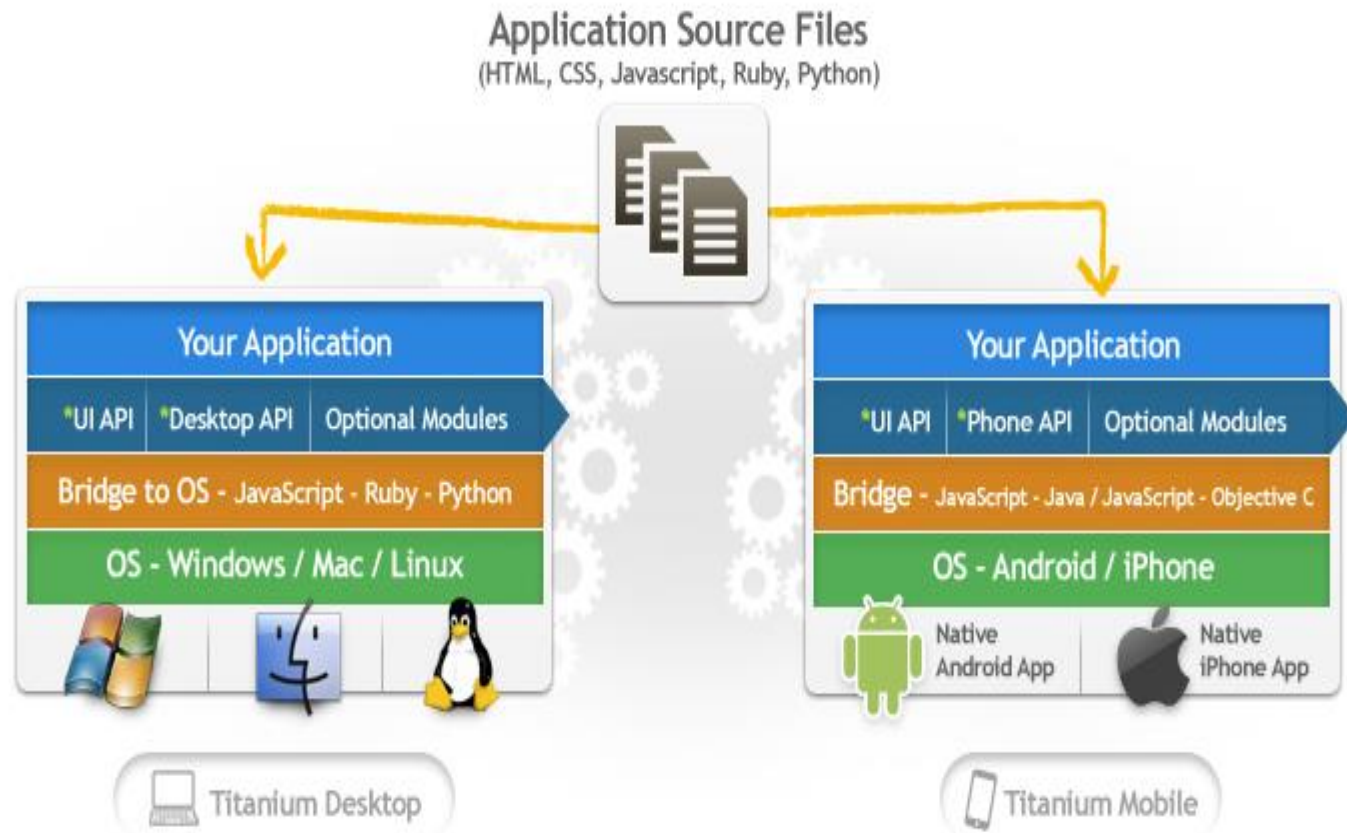 Application Source Files
(HTML, CSS, Javascript, Ruby, Python)
Your Application
*UI API *Desktop API Optional Modules
Bridge to OS - JavaScript - Ruby - Python
OS - Windows / Mac / Linux
Titanium Desktop
Your Application
*UI API *Phone API Optional Modules
Bridge - JavaScript - Java / JavaScript - Objective C
OS - Android / iPhone
Native
Android App
Native
iPhone App
Titanium Mobile